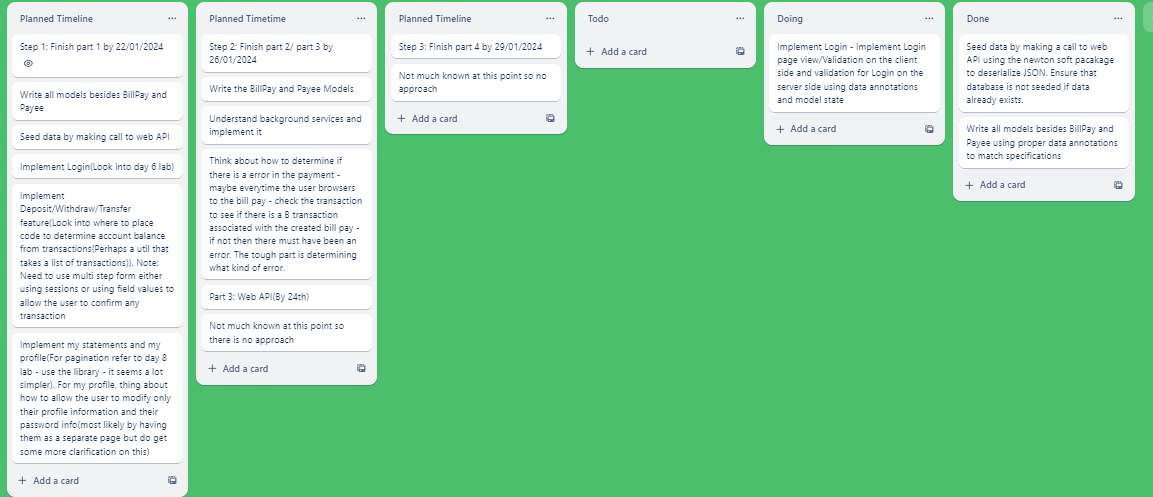 Planned Timeline
Step 1: Finish part 1 by 22/01/2024
Write all models besides BillPay and
Payee
Seed data by making call to web API
Implement Login(Look into day 6 lab)
Implement
Deposit/Withdraw/Transfer
feature(Look into where to place
code to determine account balance
from transactions(Perhaps a util that
takes a list of transactions)). Note:
Need to use multi step form either
using sessions or using field values to
allow the user to confirm any
transaction
Implement my statements and my
profile(For pagination refer to day 8
lab - use the library - it seems a lot
simpler). For my profile, thing about
how to allow the user to modify only
their profile information and their
password info(most likely by having
them as a separate page but do get
some more clarification on this)
+ Add a card
Planned Timetime
Step 2: Finish part 2/ part 3 by
26/01/2024
Write the BillPay and Payee Models
Understand background services and
implement it
Think about how to determine if
there is a error in the payment -
maybe everytime the user browsers
to the bill pay - check the transaction
to see if there is a B transaction
associated with the created bill pay -
if not then there must have been an
error. The tough part is determining
what kind of error.
Part 3: Web API(By 24th)
Not much known at this point so
there is no approach
+ Add a card
Planned Timeline
Step 3: FInish part 4 by 29/01/2024
Not much known at this point so no
approach
+ Add a card
Todo
+ Add a card
Doing
Implement Login - Implement Login
page view/Validation on the client
side and validation for Login on the
server side using data annotations
and model state
+ Add a card
Done
Seed data by making a call to web
API using the newton soft pacakage
to deserialize JSON. Ensure that
database is not seeded if data
already exists.
Write all models besides BillPay and
Payee using proper data annotations
to match specifications
+ Add a card